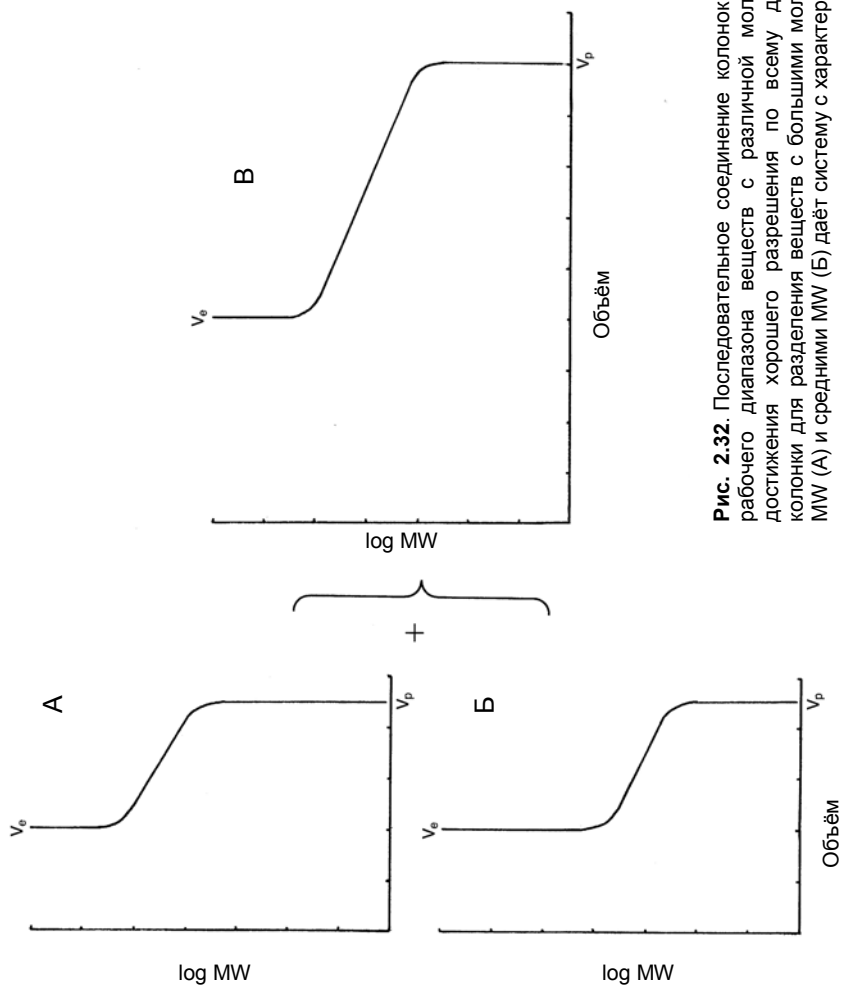 A
Vₑ
Vₚ
log MW
+
Б
Vₑ
Vₚ
log MW
Объём
В
Vₑ
Vₚ
log MW
Объём
Рис. 2.32. Последовательное соединение колонок
рабочего диапазона веществ с различной мол
достижения хорошего разрешения по всему д
колонки для разделения веществ с большими мол
MW (А) и средними MW (Б) даёт систему с характер